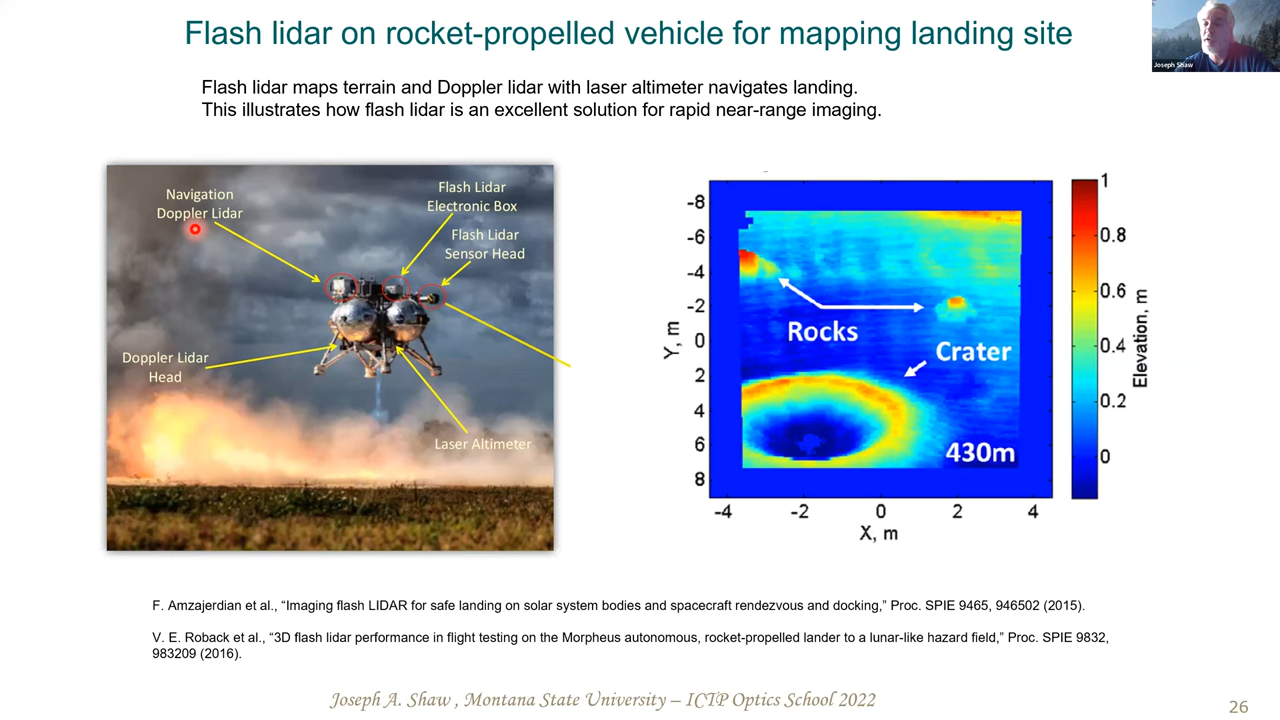 Flash lidar on rocket-propelled vehicle for mapping landing site
Joseph Shaw
Flash lidar maps terrain and Doppler lidar with laser altimeter navigates landing.
This illustrates how flash lidar is an excellent solution for rapid near-range imaging.
Navigation
Doppler Lidar
Flash Lidar
Electronic Box
Flash Lidar
Sensor Head
Doppler Lidar
Head
Laser Altimeter
-8
-6
-4
-2
0
2
4
6
8
Y, m
-4
-2
0
2
4
X, m
Rocks
Crater
430m
1
0.8
0.6
0.4
0.2
0
Elevation, m
F. Amzajerdian et al., “Imaging flash LIDAR for safe landing on solar system bodies and spacecraft rendezvous and docking,” Proc. SPIE 9465, 946502 (2015).
V. E. Roback et al., “3D flash lidar performance in flight testing on the Morpheus autonomous, rocket-propelled lander to a lunar-like hazard field,” Proc. SPIE 9832,
983209 (2016).
Joseph A. Shaw , Montana State University – ICTP Optics School 2022
26